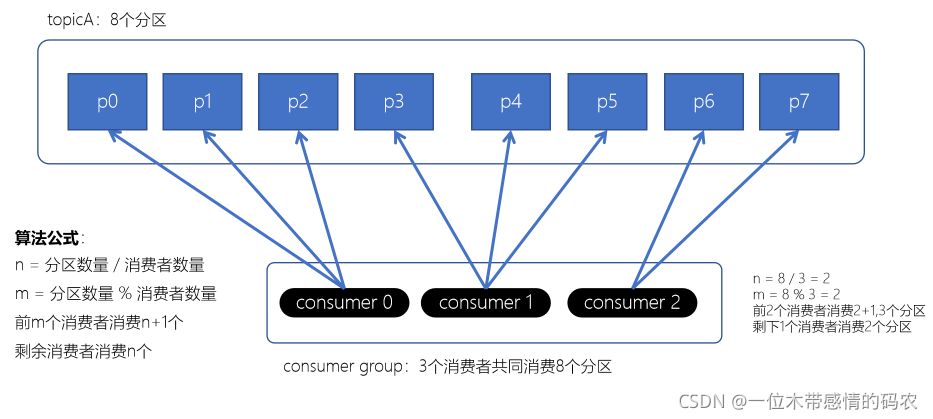 topicA：8个分区
p0 p1 p2 p3 p4 p5 p6 p7
算法公式：
n = 分区数量 / 消费者数量
m = 分区数量 % 消费者数量
前m个消费者消费n+1个
剩余消费者消费n个
consumer 0 consumer 1 consumer 2
consumer group：3个消费者共同消费8个分区
n = 8 / 3 = 2
m = 8 % 3 = 2
前2个消费者消费2+1,3个分区
剩下1个消费者消费2个分区
CSDN @一位木带感情的码农